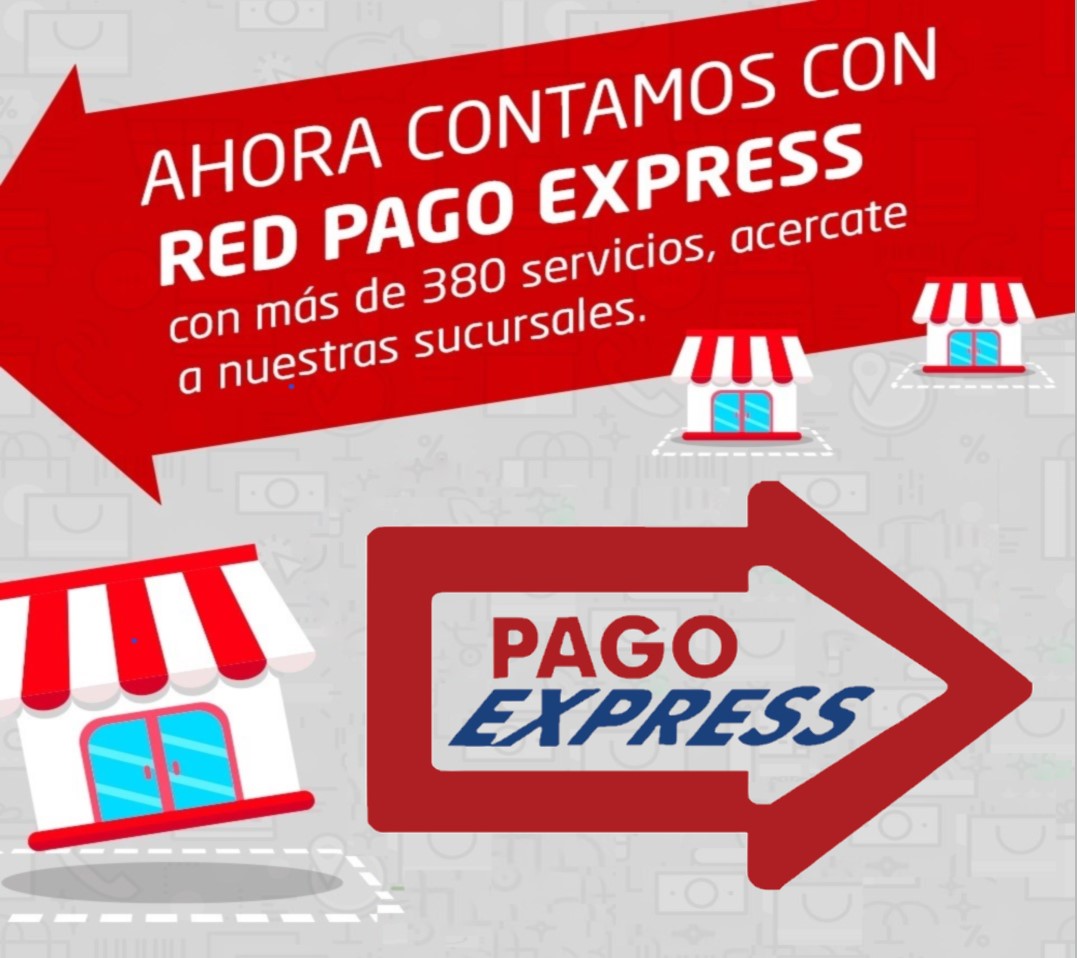 AHORA CONTAMOS CON
RED PAGO EXPRESS
con más de 380 servicios, acercate
a nuestras sucursales.
PAGO
EXPRESS